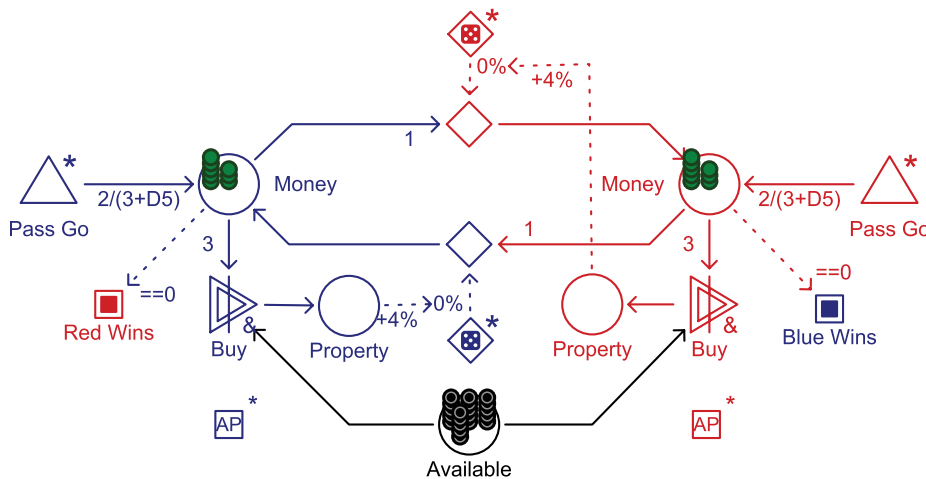 *
0%
+4%
1
*
Money
Money
*
2/(3+D5)
2/(3+D5)
Pass Go
Pass Go
3
1
3
==0
==0
Red Wins
&
+4%
0%
*
&
Blue Wins
Buy
Property
Property
Buy
AP
*
AP
*
Available